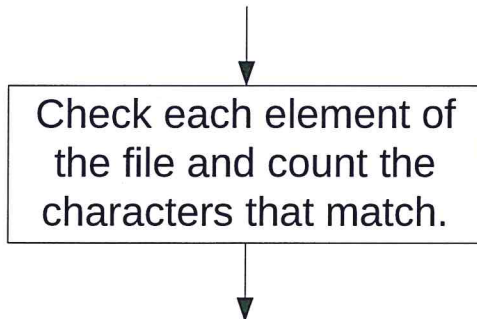 Check each element of
the file and count the
characters that match.